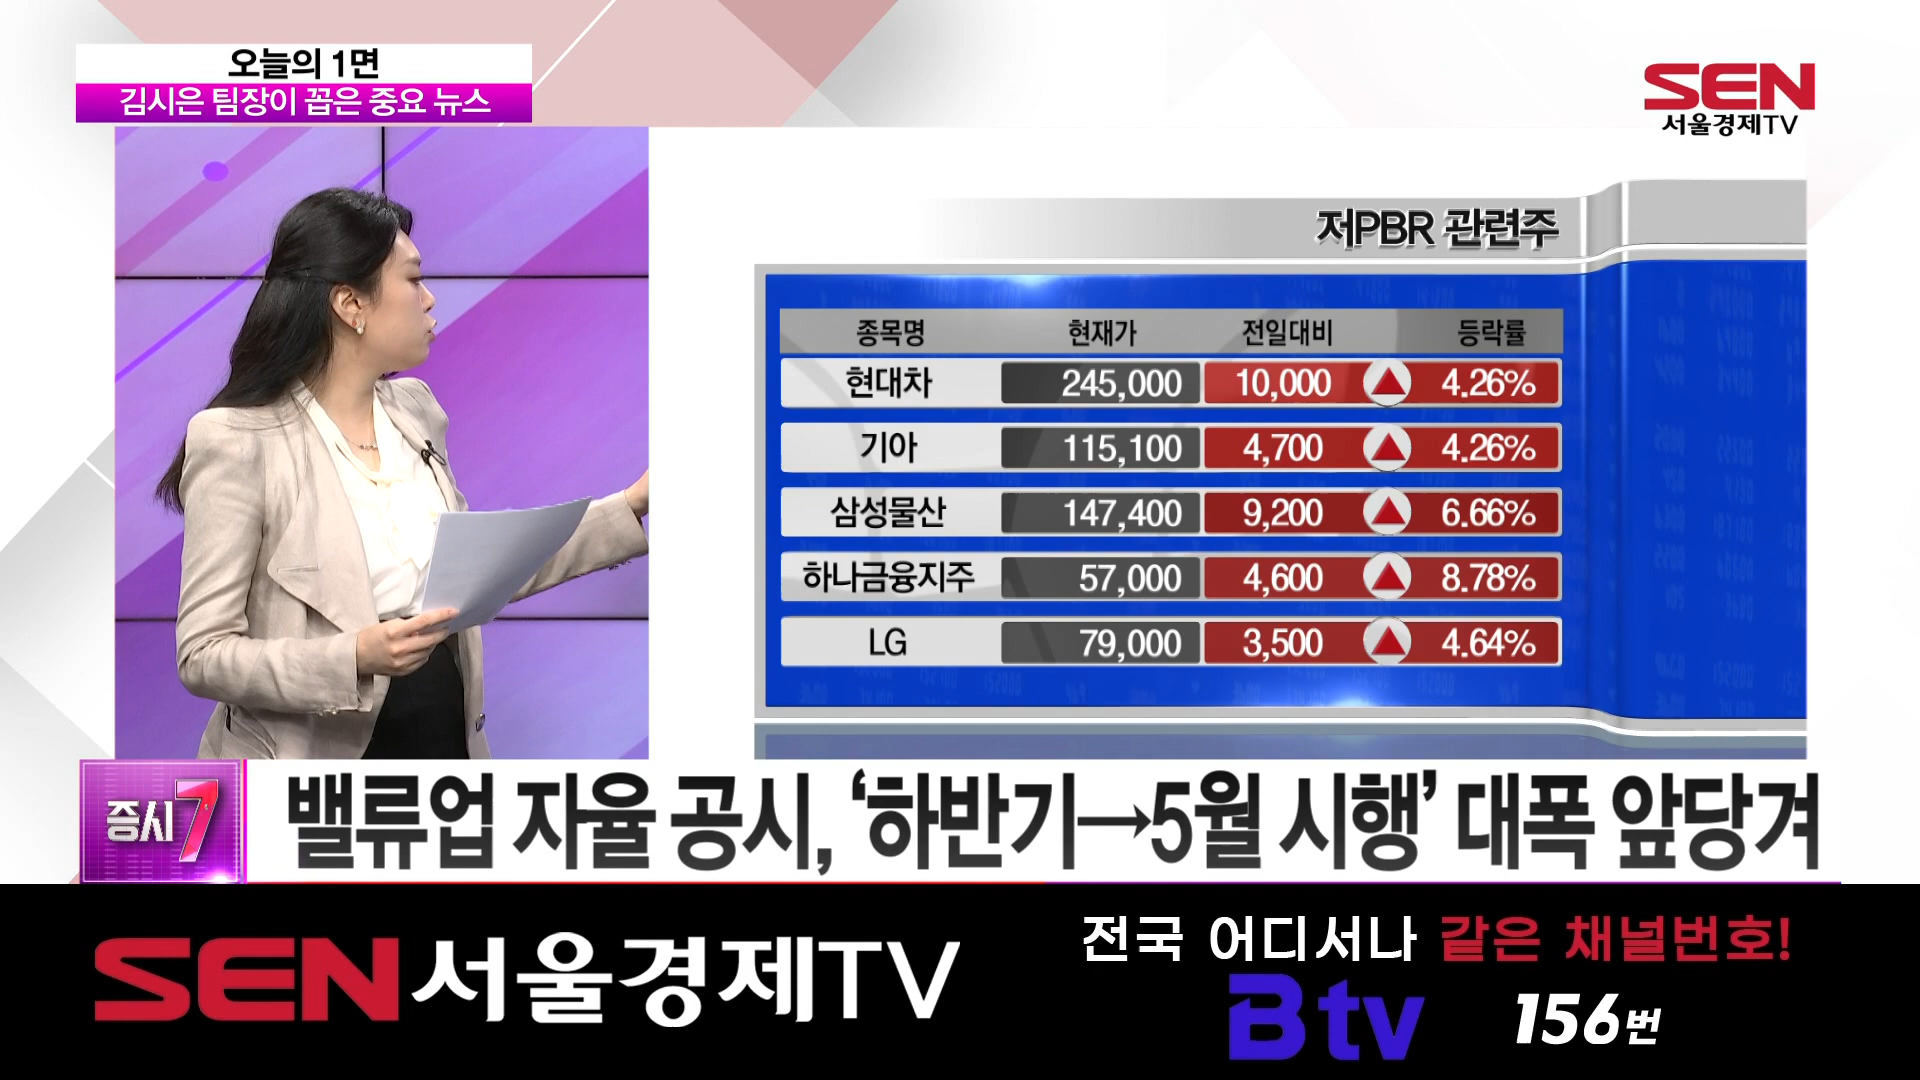 오늘의 1면
김시은 팀장이 꼽은 중요 뉴스
SEN
서울경제TV
저PBR 관련주
종목명 현재가 전일대비 등락률
현대차 245,000 10,000 ▲ 4.26%
기아 115,100 4,700 ▲ 4.26%
삼성물산 147,400 9,200 ▲ 6.66%
하나금융지주 57,000 4,600 ▲ 8.78%
LG 79,000 3,500 ▲ 4.64%
증시7
밸류업 자율 공시, ‘하반기→5월 시행’ 대폭 앞당겨
SEN서울경제TV
전국 어디서나 같은 채널번호!
B tv 156번